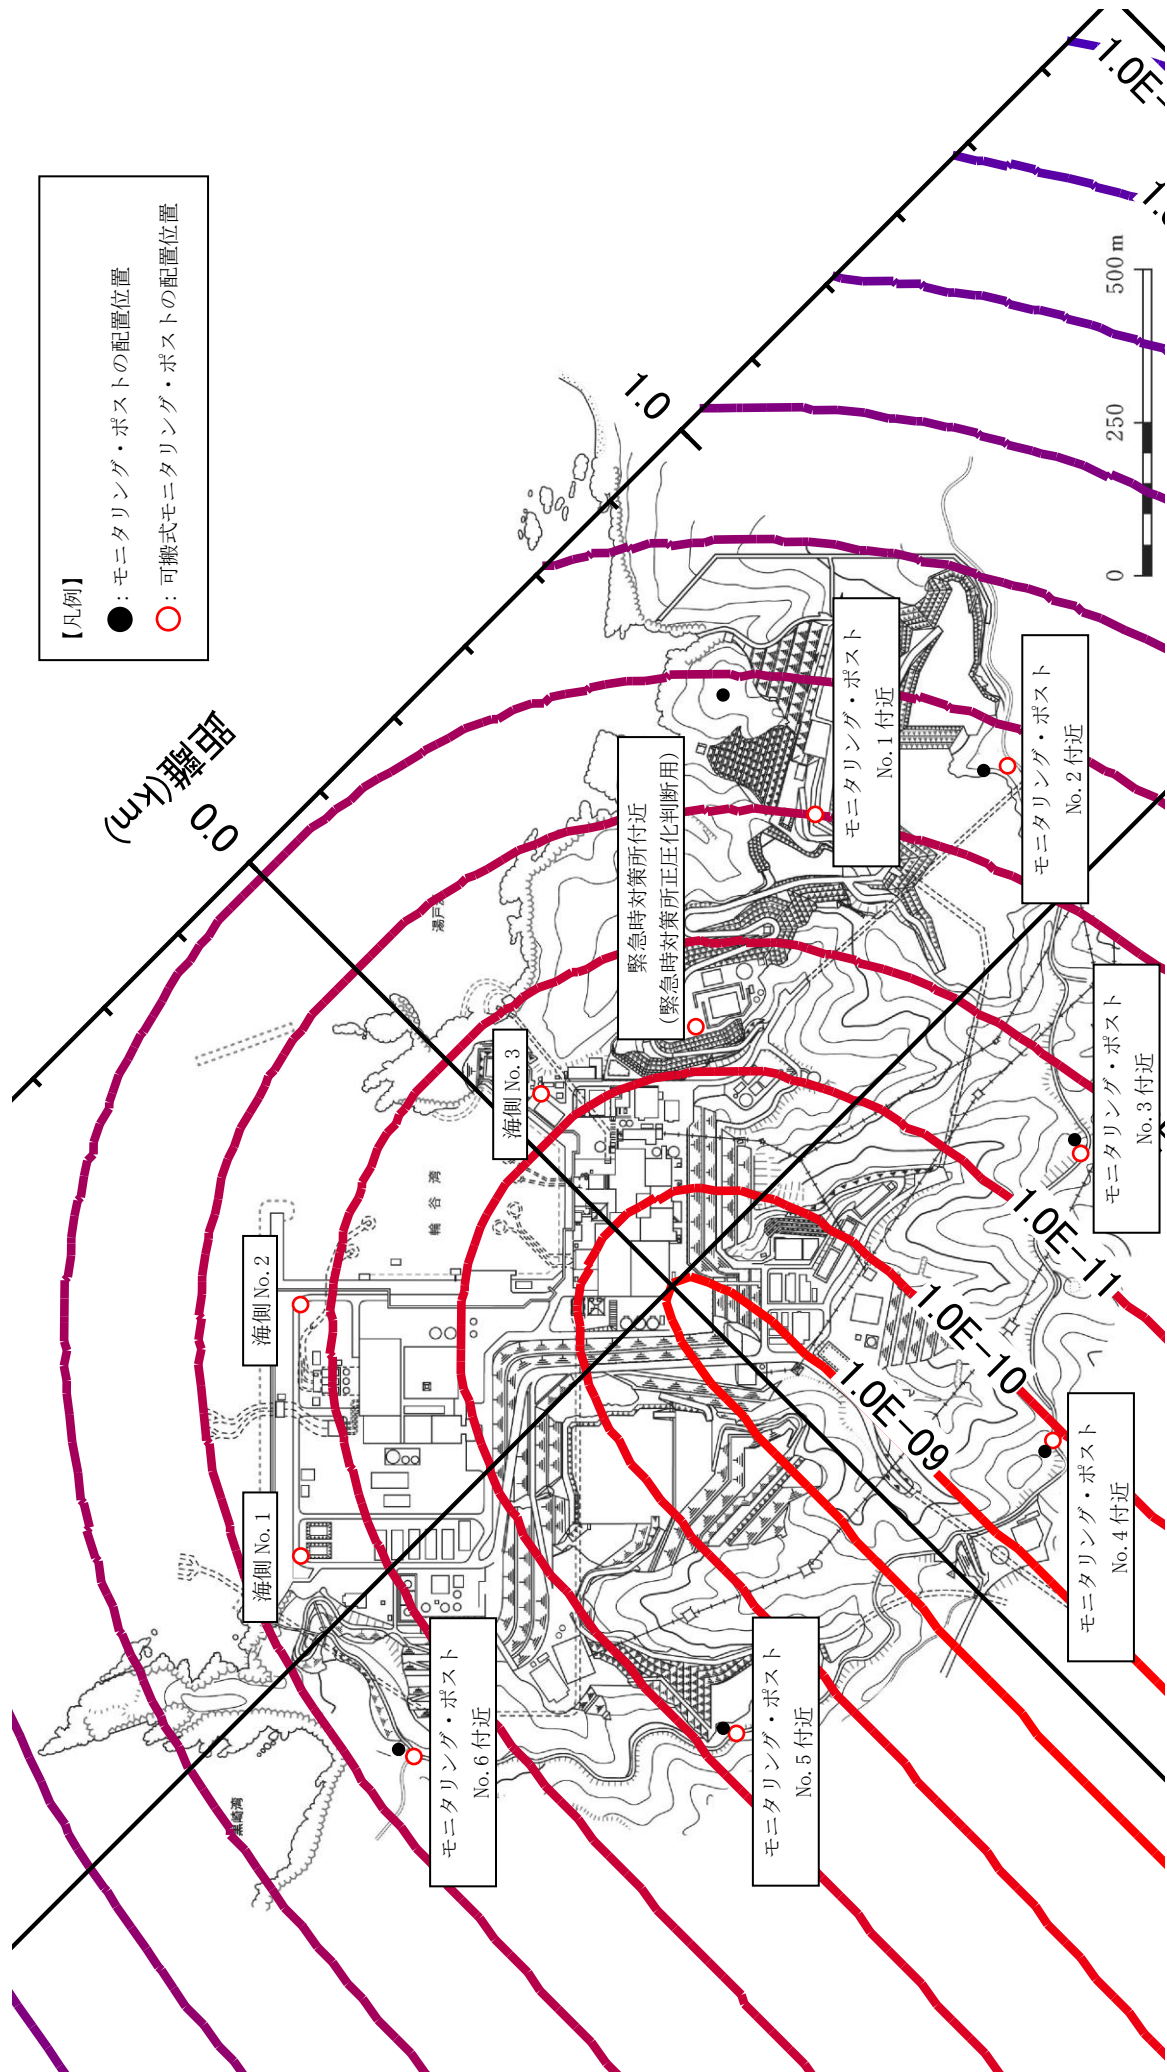 【凡例】
●：モニタリング・ポストの配置位置
○：可搬式モニタリング・ポストの配置位置
距離(km)
0.0
1.0
1.0E-
1.0E-11
1.0E-10
1.0E-09
0
250
500m
海側 No.1
海側 No.2
海側 No.3
輪谷湾
緊急時対策所付近
（緊急時対策所正圧化判断用）
モニタリング・ポスト
No.1 付近
モニタリング・ポスト
No.2 付近
モニタリング・ポスト
No.3 付近
モニタリング・ポスト
No.4 付近
モニタリング・ポスト
No.5 付近
モニタリング・ポスト
No.6 付近